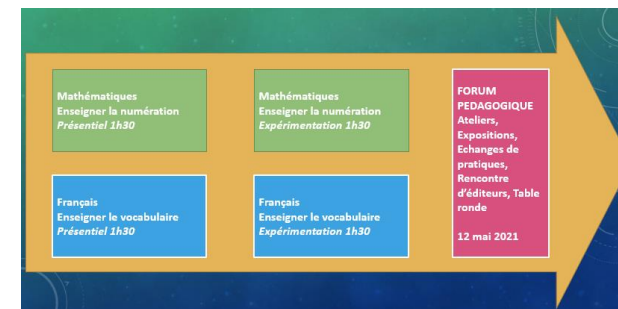 Mathématiques
Enseigner la numération
Présentiel 1h30
Mathématiques
Enseigner la numération
Expérimentation 1h30
Français
Enseigner le vocabulaire
Présentiel 1h30
Français
Enseigner le vocabulaire
Expérimentation 1h30
FORUM
PEDAGOGIQUE
Ateliers,
Expositions,
Echanges de
pratiques,
Rencontre
d'éditeurs, Table
ronde
12 mai 2021